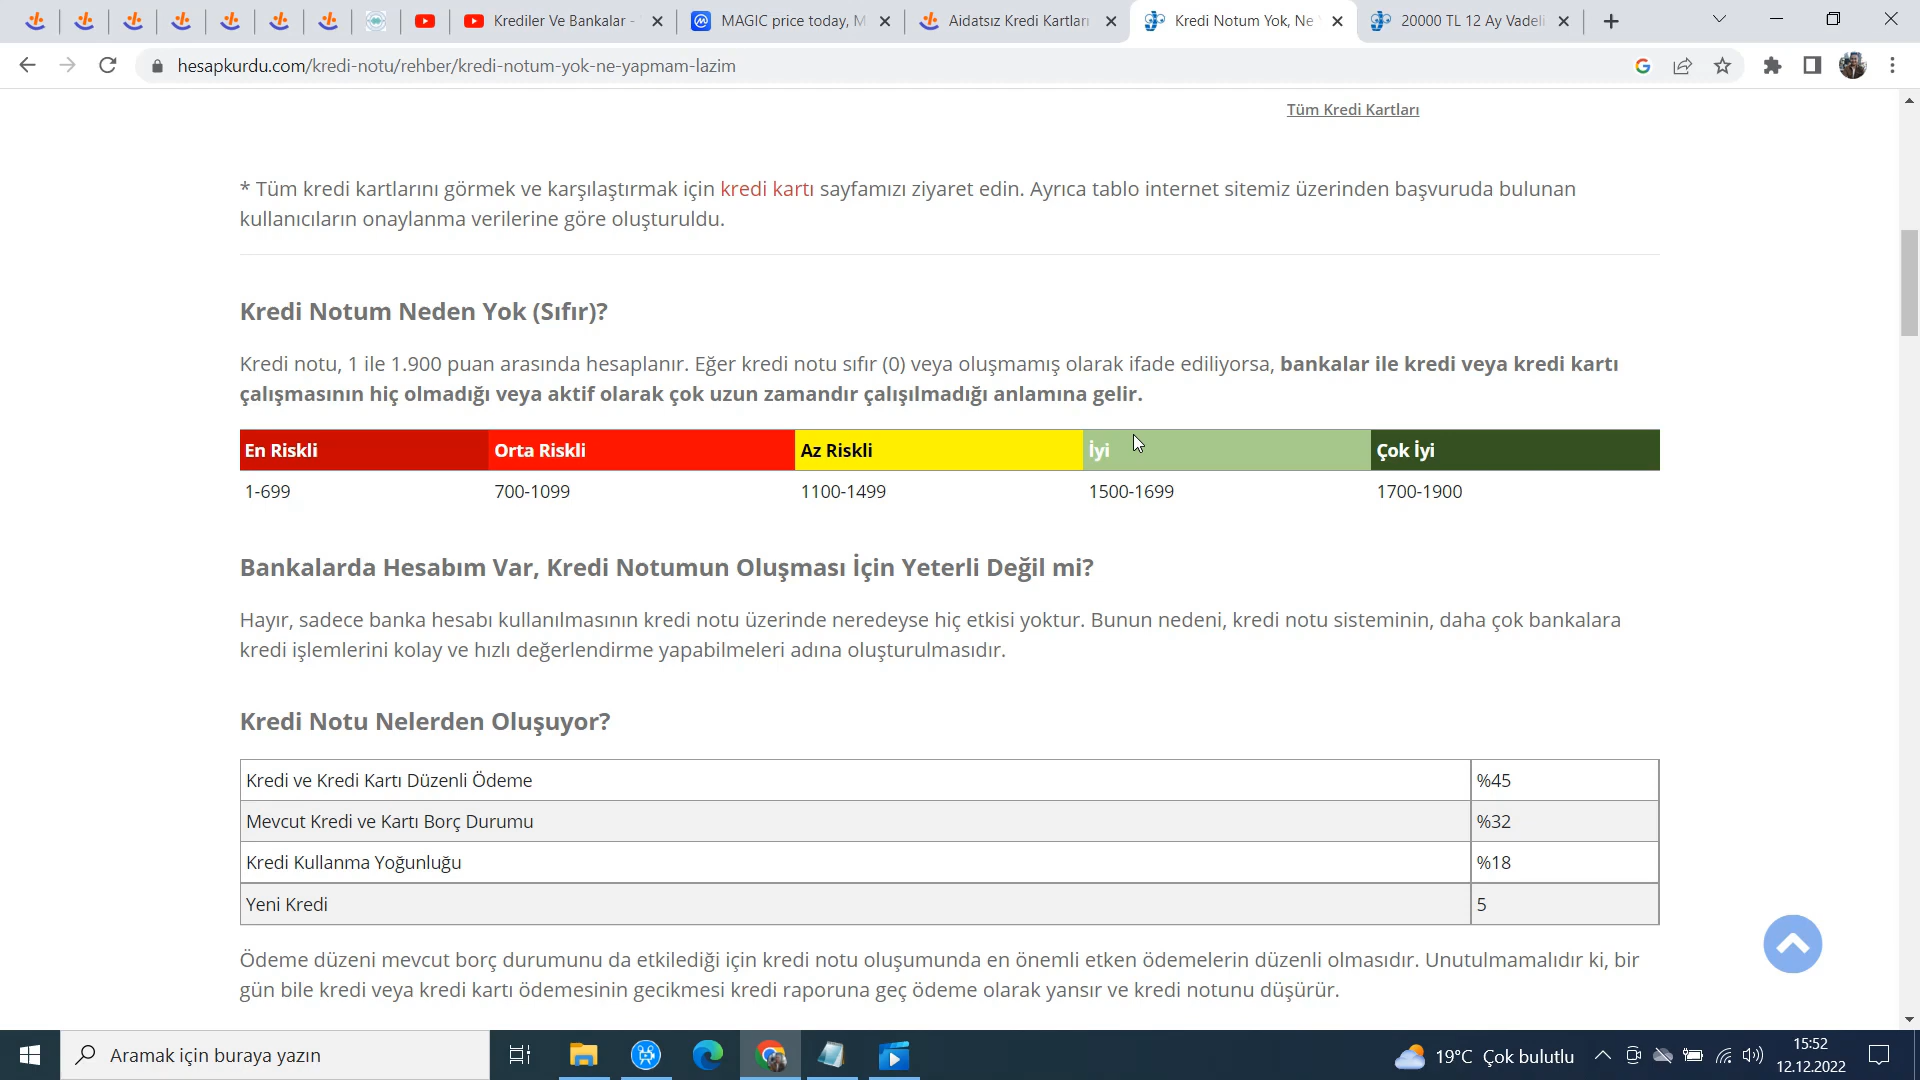 Krediler Ve Bankalar -
MAGIC price today, M
Aidatsız Kredi Kartları
Kredi Notum Yok, Ne Y
20000 TL 12 Ay Vadeli
hesapkurdu.com/kredi-notu/rehber/kredi-notum-yok-ne-yapmam-lazim
Tüm Kredi Kartları
* Tüm kredi kartlarını görmek ve karşılaştırmak için kredi kartı sayfamızı ziyaret edin. Ayrıca tablo internet sitemiz üzerinden başvuruda bulunan
kullanıcıların onaylanma verilerine göre oluşturuldu.
Kredi Notum Neden Yok (Sıfır)?
Kredi notu, 1 ile 1.900 puan arasında hesaplanır. Eğer kredi notu sıfır (0) veya oluşmamış olarak ifade ediliyorsa, bankalar ile kredi veya kredi kartı
çalışmasının hiç olmadığı veya aktif olarak çok uzun zamandır çalışılmadığı anlamına gelir.
En Riskli Orta Riskli Az Riskli İyi Çok İyi
1-699 700-1099 1100-1499 1500-1699 1700-1900
Bankalarda Hesabım Var, Kredi Notumun Oluşması İçin Yeterli Değil mi?
Hayır, sadece banka hesabı kullanılmasının kredi notu üzerinde neredeyse hiç etkisi yoktur. Bunun nedeni, kredi notu sisteminin, daha çok bankalara
kredi işlemlerini kolay ve hızlı değerlendirme yapabilmeleri adına oluşturulmasıdır.
Kredi Notu Nelerden Oluşuyor?
Kredi ve Kredi Kartı Düzenli Ödeme %45
Mevcut Kredi ve Kartı Borç Durumu %32
Kredi Kullanma Yoğunluğu %18
Yeni Kredi 5
Ödeme düzeni mevcut borç durumunu da etkilediği için kredi notu oluşumunda en önemli etken ödemelerin düzenli olmasıdır. Unutulmamalıdır ki, bir
gün bile kredi veya kredi kartı ödemesinin gecikmesi kredi raporuna geç ödeme olarak yansır ve kredi notunu düşürür.
Aramak için buraya yazın
19°C Çok bulutlu
15:52
12.12.2022